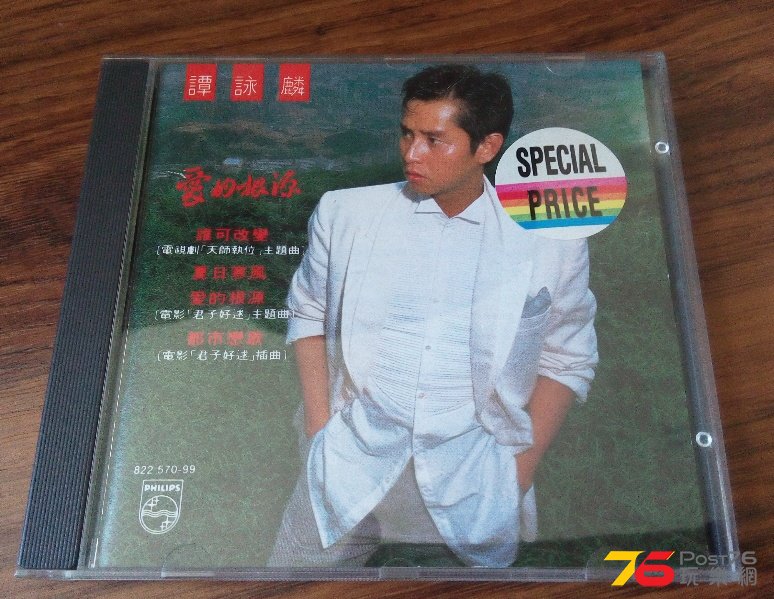 譚詠麟
愛的根源
誰可改變
(電視劇「天師執位」主題曲)
夏日寒風
愛的根源
(電影「君子好逑」主題曲)
都市戀歌
(電影「君子好逑」插曲)
SPECIAL
PRICE
822 570-99
PHILIPS
76 Post76
玩樂網